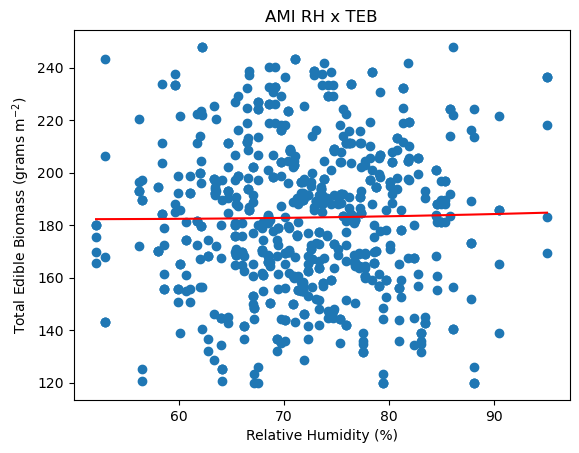 AMI RH x TEB
Total Edible Biomass (grams m⁻²)
240
220
200
180
160
140
120
60 70 80 90
Relative Humidity (%)